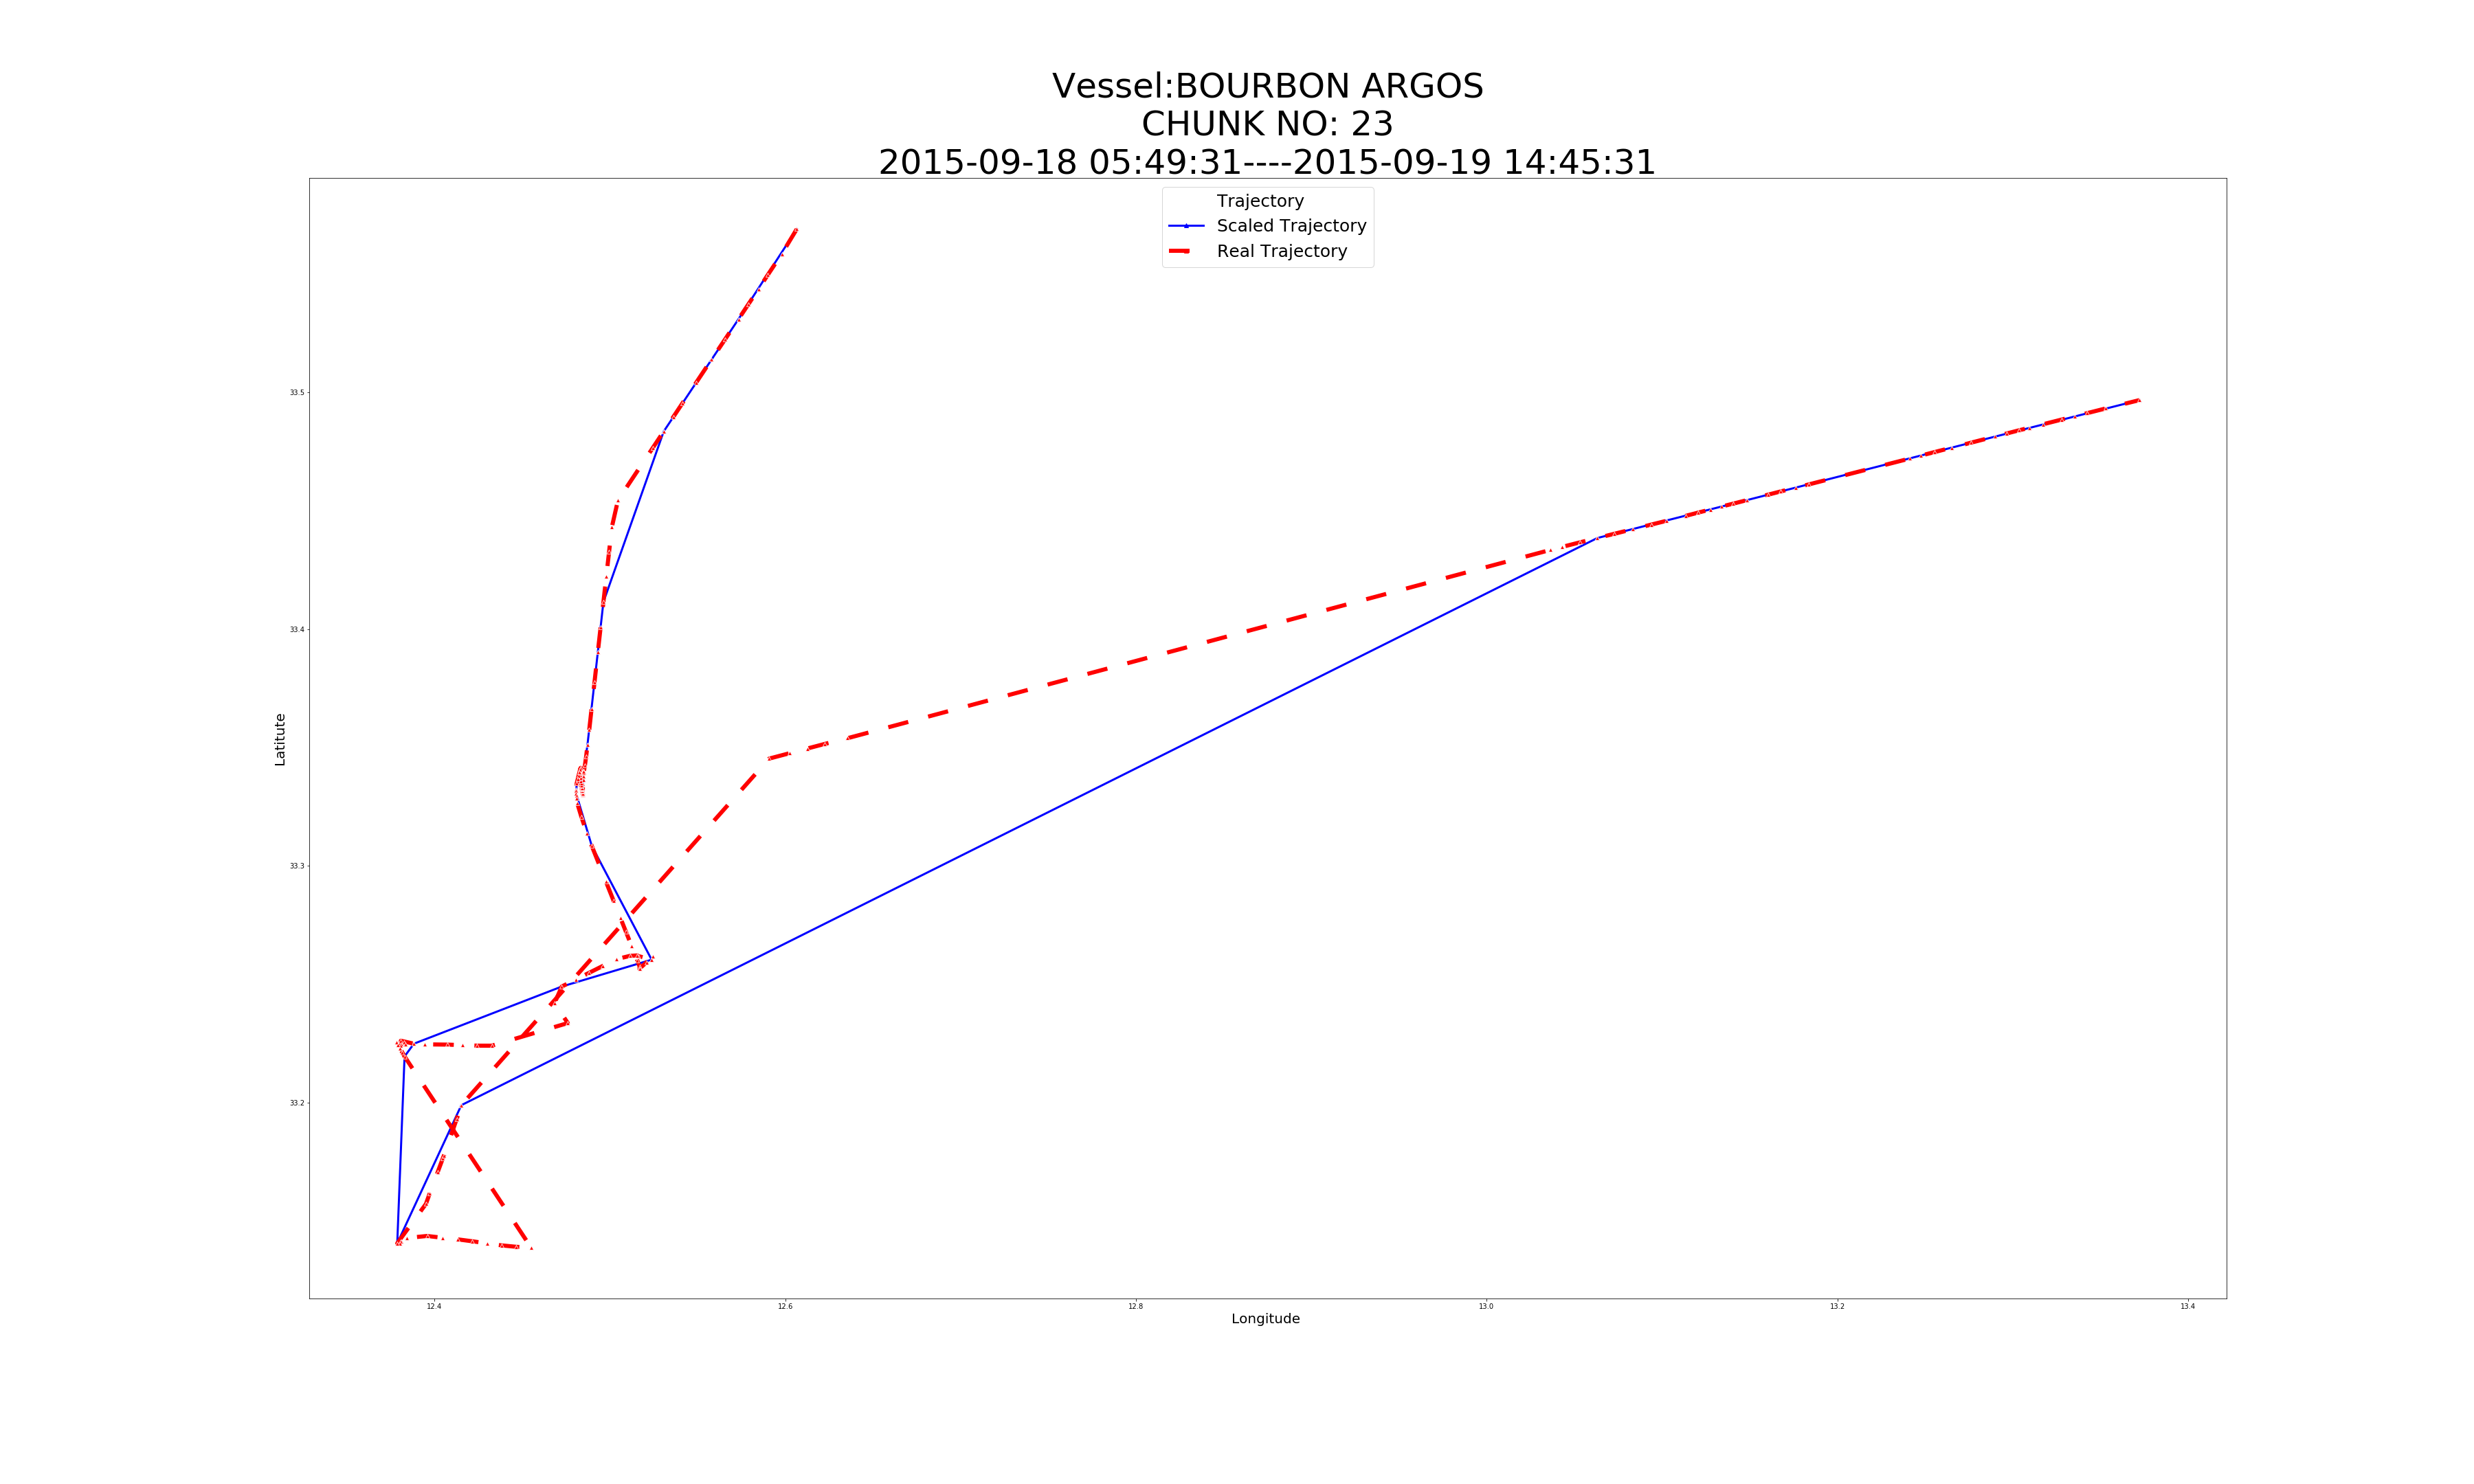 Vessel:BOURBON ARGOS
CHUNK NO: 23
2015-09-18 05:49:31----2015-09-19 14:45:31
Trajectory
Scaled Trajectory
Real Trajectory
33.5
33.4
33.3
33.2
Latitute
12.4
12.6
12.8
13.0
13.2
13.4
Longitude